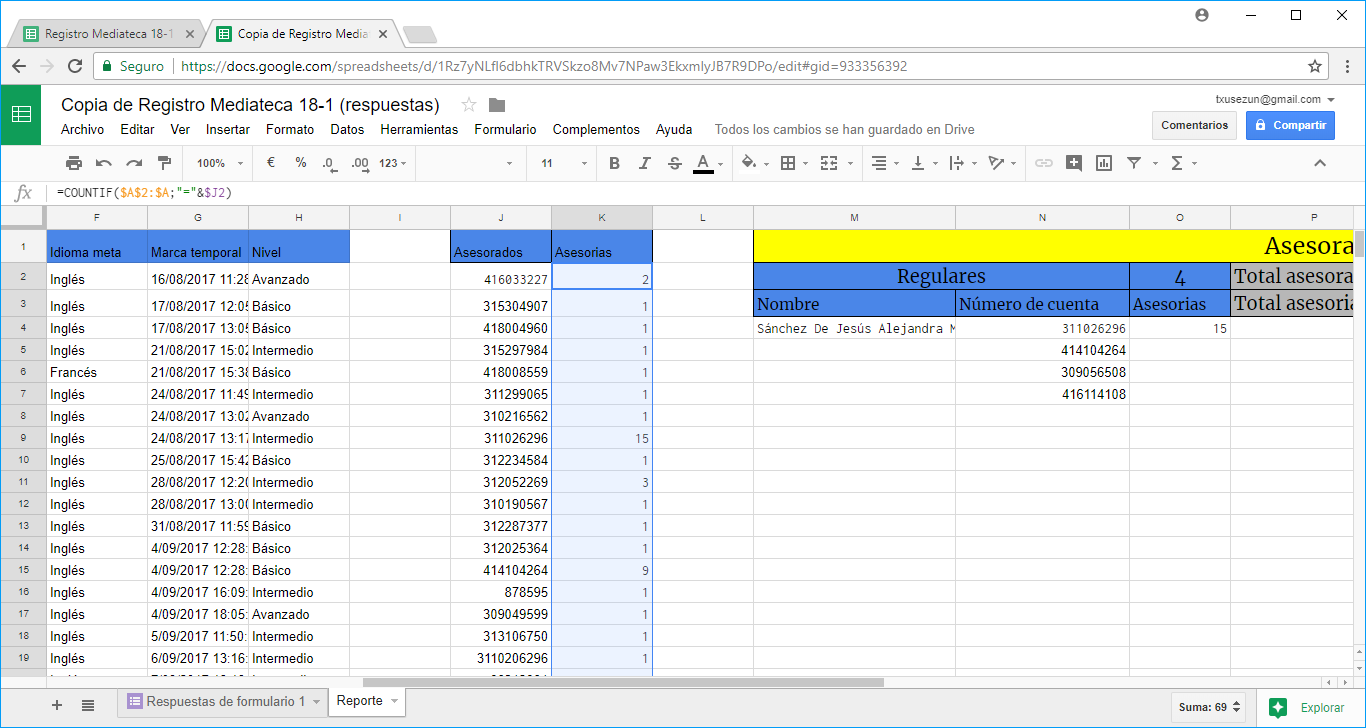 Registro Mediateca 18-1
Copia de Registro Media
Seguro
https://docs.google.com/spreadsheets/d/1Rz7yNLfl6dbhkTRVSkzo8Mv7NPaw3EkxmlyJB7R9DPo/edit#gid=933356392
Copia de Registro Mediateca 18-1 (respuestas)
txusezun@gmail.com
Archivo Editar Ver Insertar Formato Datos Herramientas Formulario Complementos Ayuda Todos los cambios se han guardado en Drive
Comentarios Compartir
100% € % .0 .00 123 11 B I S A Σ
fx =COUNTIF($A$2:$A;"="&$J2)
F G H I J K L M N O P
1 Idioma meta Marca temporal Nivel Asesorados Asesorias Asesora
2 Inglés 16/08/2017 11:28 Avanzado 416033227 2 Regulares 4 Total asesora
3 Inglés 17/08/2017 12:05 Básico 315304907 1 Nombre Número de cuenta Asesorias Total asesoria
4 Inglés 17/08/2017 13:05 Básico 418004960 1 Sánchez De Jesús Alejandra M 311026296 15
5 Inglés 21/08/2017 15:02 Intermedio 315297984 1 414104264
6 Francés 21/08/2017 15:38 Básico 418008559 1 309056508
7 Inglés 24/08/2017 11:49 Intermedio 311299065 1 416114108
8 Inglés 24/08/2017 13:02 Avanzado 310216562 1
9 Inglés 24/08/2017 13:17 Intermedio 311026296 15
10 Inglés 25/08/2017 15:42 Básico 312234584 1
11 Inglés 28/08/2017 12:20 Intermedio 312052269 3
12 Inglés 28/08/2017 13:00 Intermedio 310190567 1
13 Inglés 31/08/2017 11:59 Básico 312287377 1
14 Inglés 4/09/2017 12:28: Básico 312025364 1
15 Inglés 4/09/2017 12:28: Básico 414104264 9
16 Inglés 4/09/2017 16:09: Intermedio 878595 1
17 Inglés 4/09/2017 18:05: Avanzado 309049599 1
18 Inglés 5/09/2017 11:50: Intermedio 313106750 1
19 Inglés 6/09/2017 13:16: Intermedio 3110206296 1
Respuestas de formulario 1 Reporte Suma: 69 Explorar